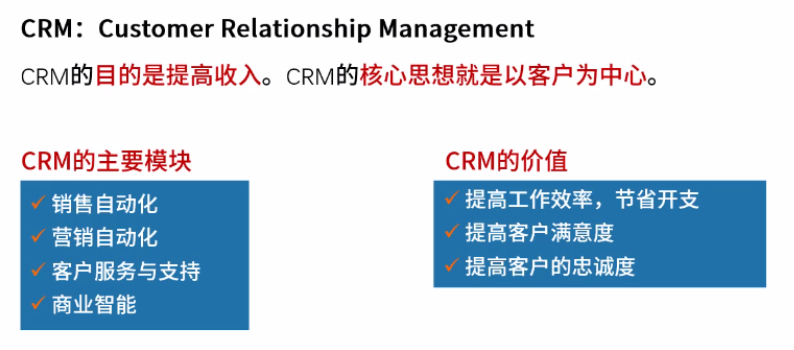 CRM：Customer Relationship Management
CRM的目的是提高收入。CRM的核心思想就是以客户为中心。
CRM的主要模块
✓ 销售自动化
✓ 营销自动化
✓ 客户服务与支持
✓ 商业智能
CRM的价值
✓ 提高工作效率，节省开支
✓ 提高客户满意度
✓ 提高客户的忠诚度